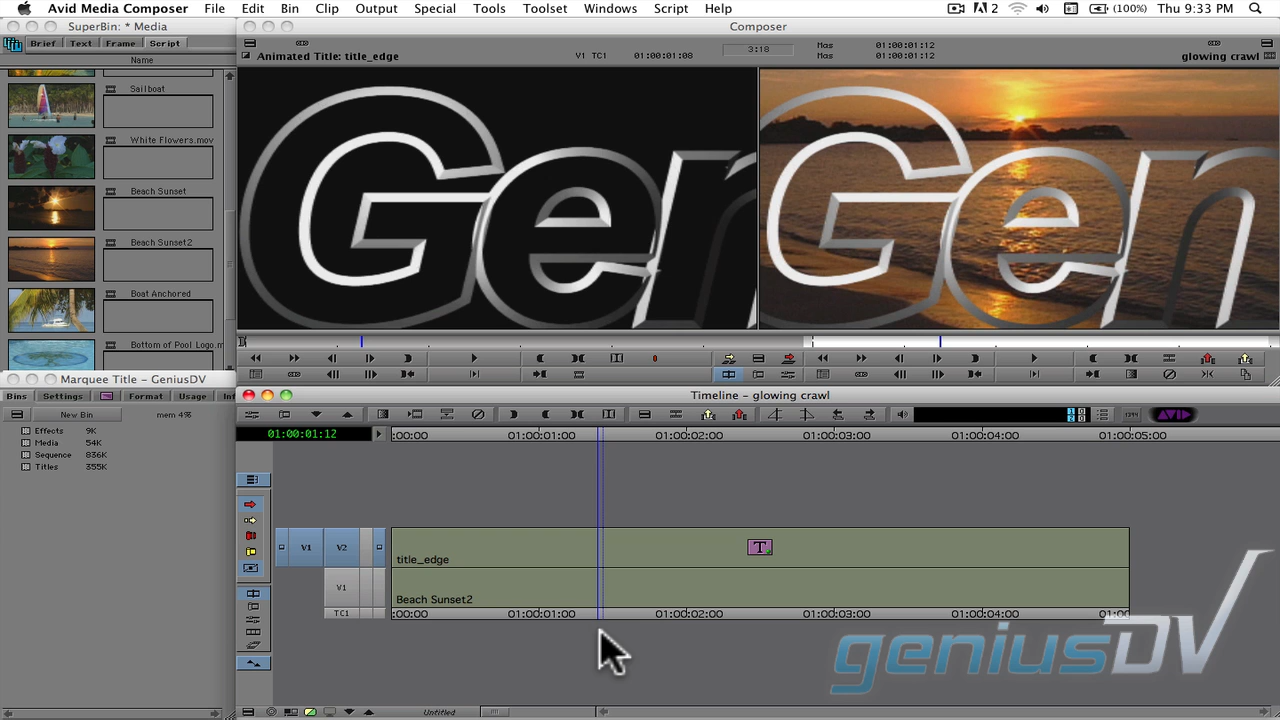 Avid Media Composer File Edit Bin Clip Output Special Tools Toolset Windows Script Help 2 (100%) Thu 9:33 PM
SuperBin: * Media
Brief Text Frame Script
Name
Sailboat
White Flowers.mov
Beach Sunset
Beach Sunset2
Boat Anchored
Bottom of Pool Logo.m
Composer
Animated Title: title_edge V1 TC1 01:00:01:08 3:18
Mas 01:00:01:12
Mas 01:00:01:12
glowing crawl
Gen
Gen
Marquee Title - GeniusDV
Bins Settings Format Usage Inf
New Bin mem 4%
Effects 9K
Media 54K
Sequence 836K
Titles 355K
Timeline - glowing crawl
01:00:01:12 :00:00 01:00:01:00 01:00:02:00 01:00:03:00 01:00:04:00 01:00:05:00
V1 V2 T
title_edge
V1
Beach Sunset2
TC1 :00:00 01:00:01:00 01:00:02:00 01:00:03:00 01:00:04:00 01:00
geniusDV
Untitled